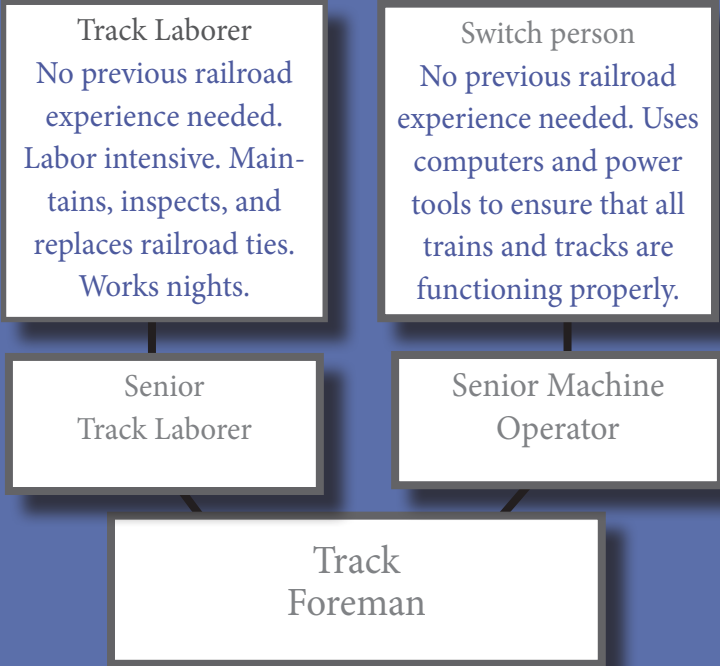 Track Laborer
No previous railroad
experience needed.
Labor intensive. Main-
tains, inspects, and
replaces railroad ties.
Works nights.
Switch person
No previous railroad
experience needed. Uses
computers and power
tools to ensure that all
trains and tracks are
functioning properly.
Senior
Track Laborer
Senior Machine
Operator
Track
Foreman